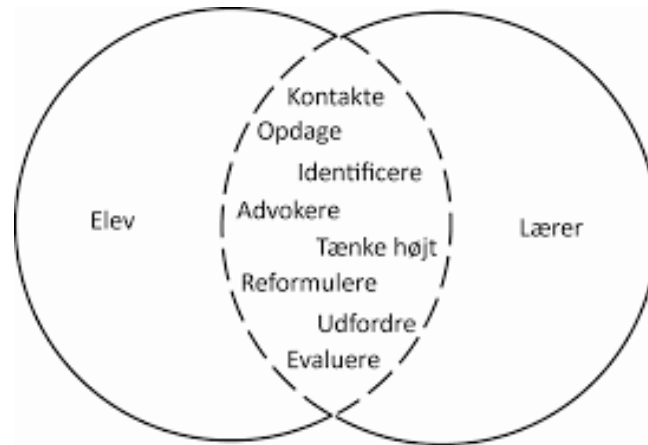 Kontakte
Opdage
Identificere
Advokere
Elev
Lærer
Tænke højt
Reformulere
Udfordre
Evaluere